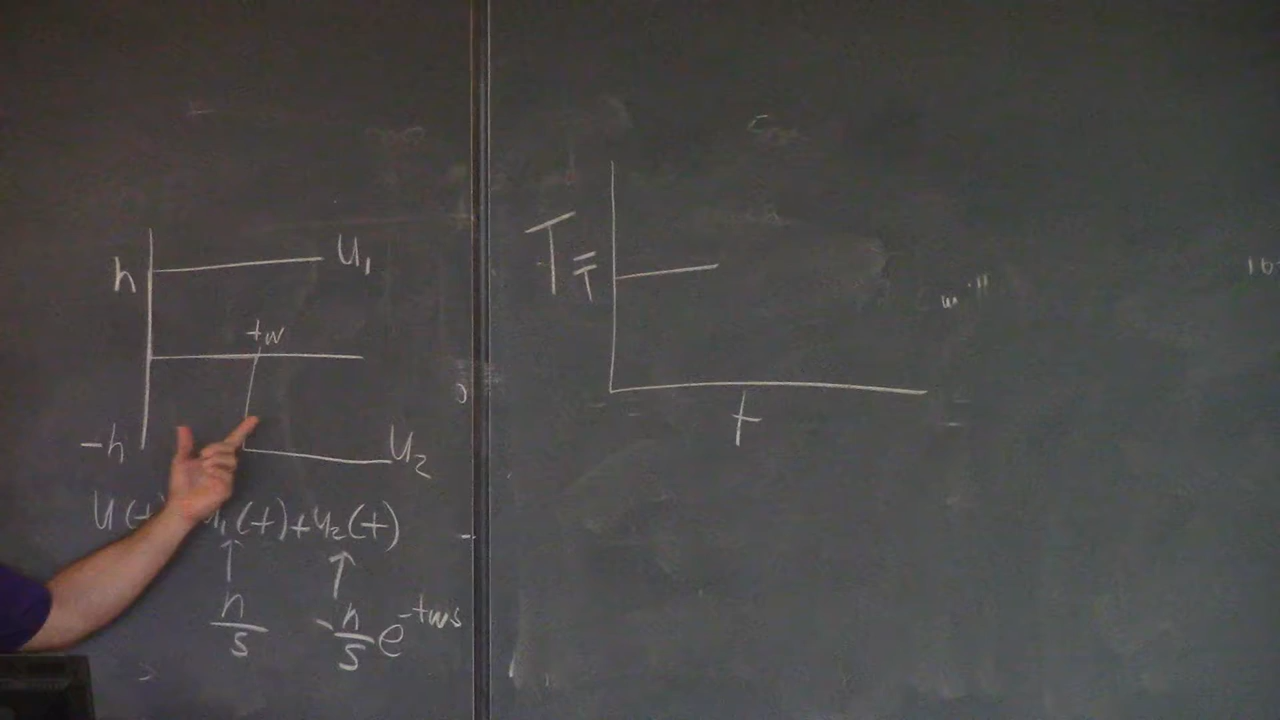 h u₁
tw
-h u₂
u₁(t)+u₂(t)
h/s -h/s e^-tws
T T̿
t